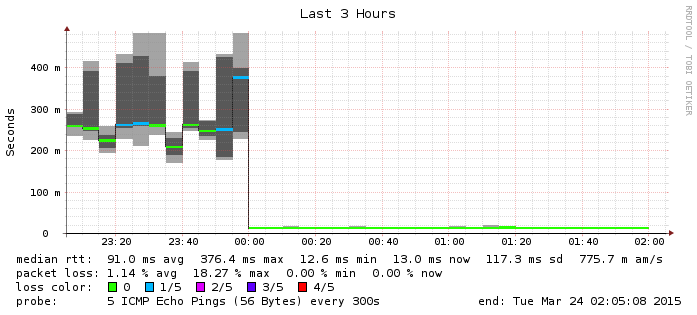 Last 3 Hours
RRDTOOL / TOBI OETIKER
Seconds
400 m
300 m
200 m
100 m
0
23:20 23:40 00:00 00:20 00:40 01:00 01:20 01:40 02:00
median rtt: 91.0 ms avg 376.4 ms max 12.6 ms min 13.0 ms now 117.3 ms sd 775.7 m am/s
packet loss: 1.14 % avg 18.27 % max 0.00 % min 0.00 % now
loss color: 0 1/5 2/5 3/5 4/5
probe: 5 ICMP Echo Pings (56 Bytes) every 300s end: Tue Mar 24 02:05:08 2015